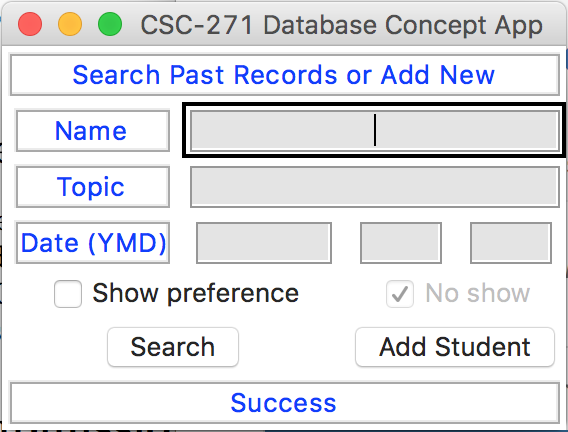 CSC-271 Database Concept App
Search Past Records or Add New
Name
Topic
Date (YMD)
Show preference No show
Search Add Student
Success